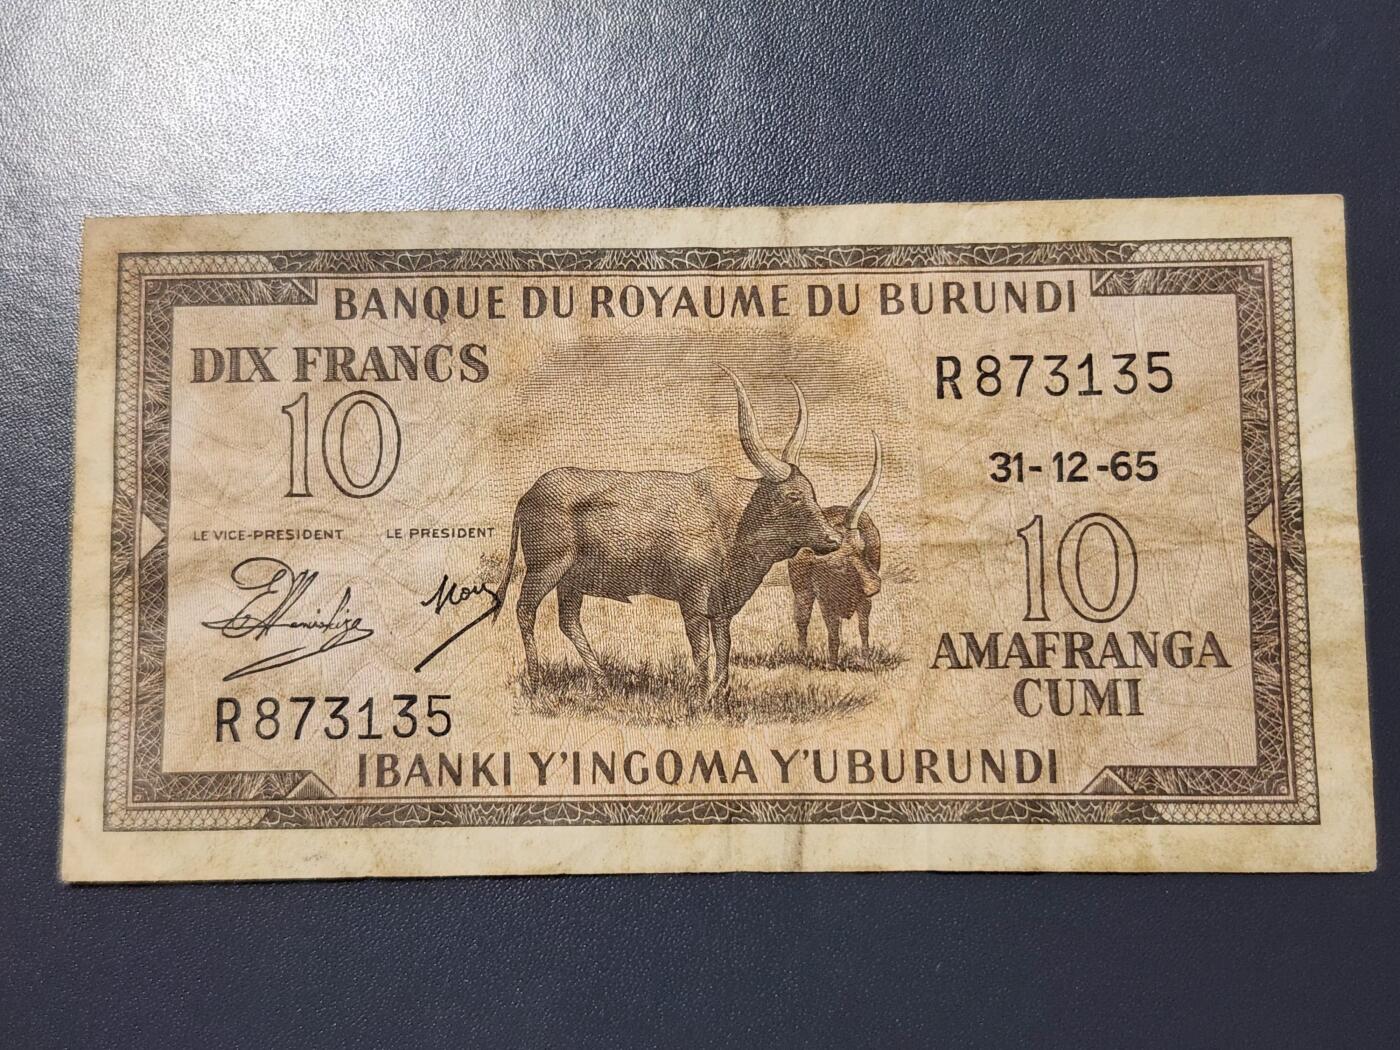 BANQUE DU ROYAUME DU BURUNDI
DIX FRANCS
10
R873135
31-12-65
LE VICE-PRESIDENT LE PRESIDENT
10
AMAFRANGA
CUMI
R873135
IBANKI Y'INGOMA Y'UBURUNDI